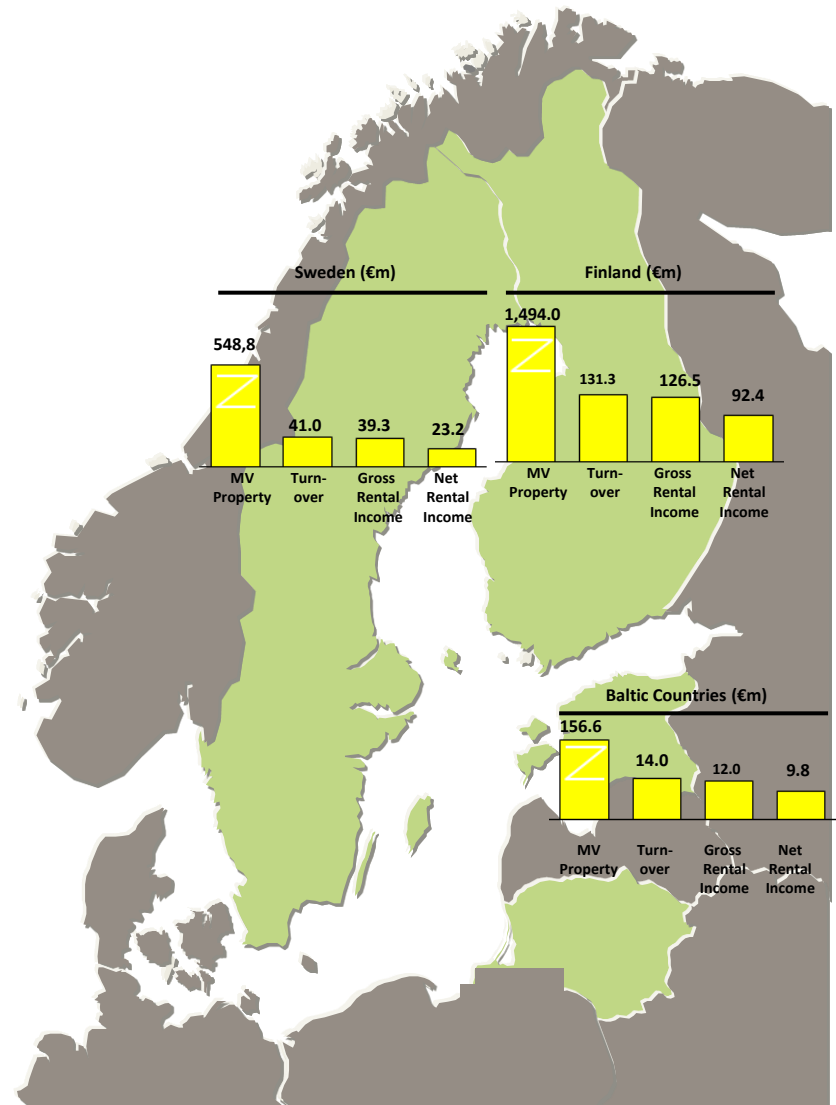 Sweden (€m)
548,8
41.0
39.3
23.2
MV
Property
Turn-
over
Gross
Rental
Income
Net
Rental
Income
Finland (€m)
1,494.0
131.3
126.5
92.4
MV
Property
Turn-
over
Gross
Rental
Income
Net
Rental
Income
Baltic Countries (€m)
156.6
14.0
12.0
9.8
MV
Property
Turn-
over
Gross
Rental
Income
Net
Rental
Income